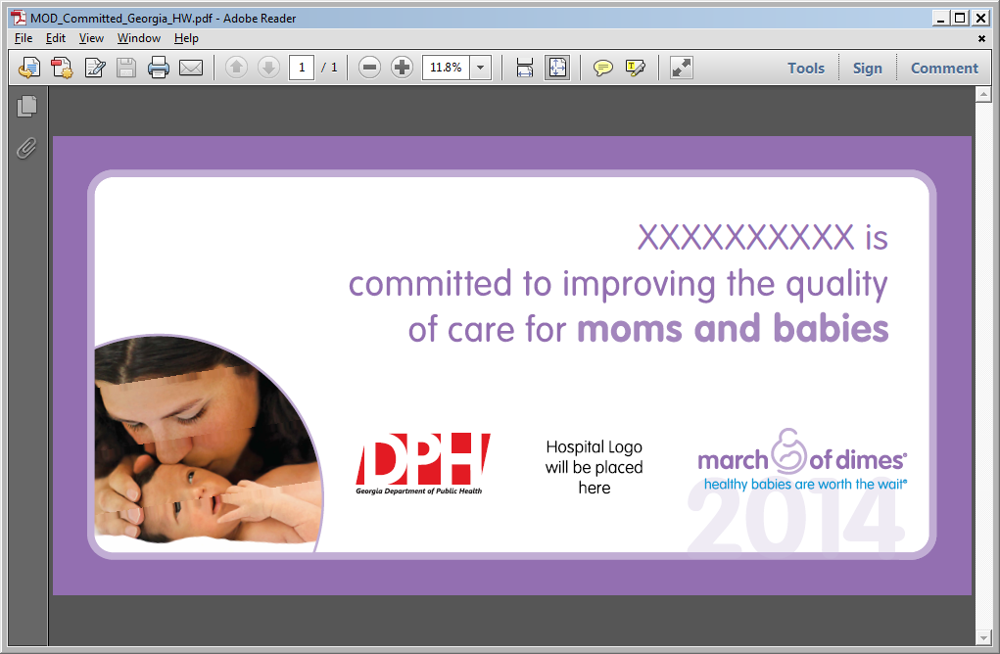 MOD_Committed_Georgia_HW.pdf - Adobe Reader
File Edit View Window Help
1 / 1 11.8% Tools Sign Comment
XXXXXXXXXX is
committed to improving the quality
of care for moms and babies
DPH
Georgia Department of Public Health
Hospital Logo
will be placed
here
march of dimes®
healthy babies are worth the wait®
2014